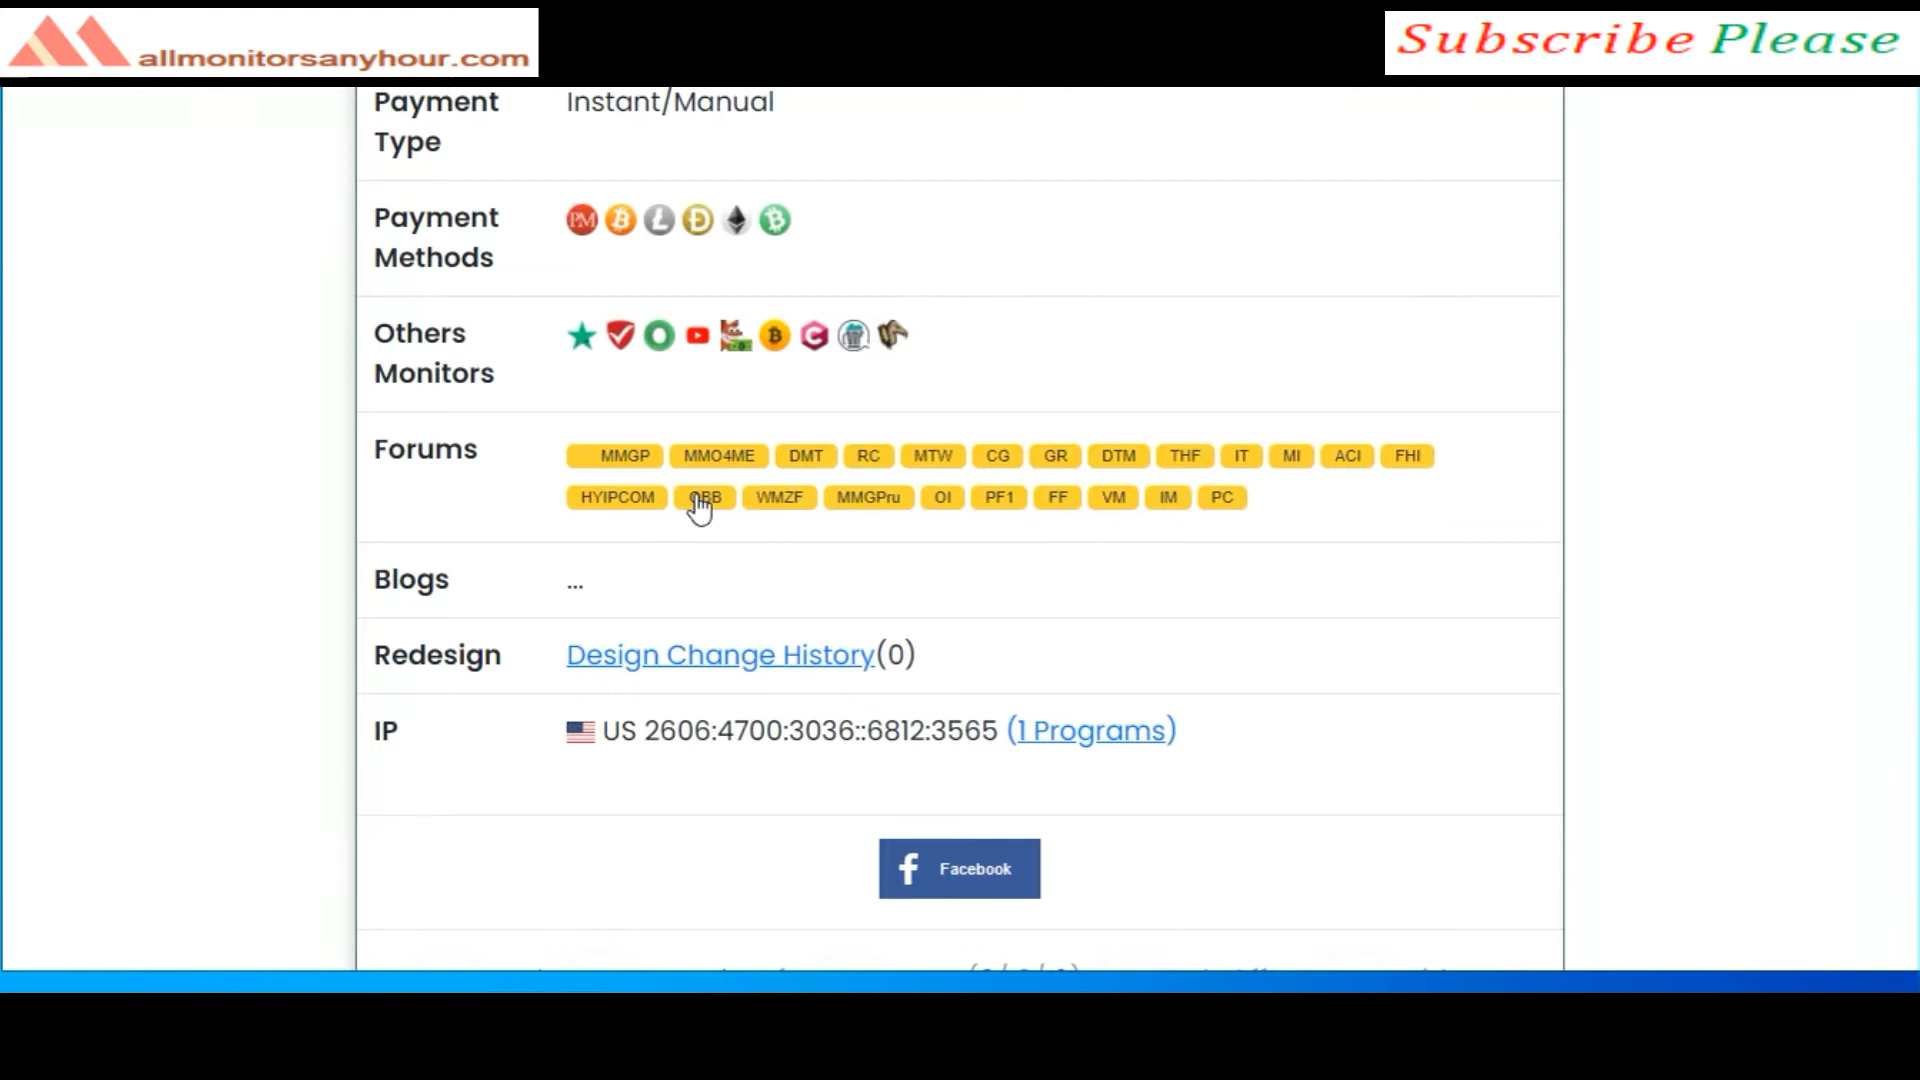 allmonitorsanyhour.com
Subscribe Please
Payment Type
Instant/Manual
Payment Methods
PM
Others Monitors
Forums
MMGP MMO4ME DMT RC MTW CG GR DTM THF IT MI ACI FHI
HYIPCOM WMZF MMGPru OI PF1 FF VM IM PC
Blogs
...
Redesign
Design Change History(0)
IP
US 2606:4700:3036::6812:3565 (1 Programs)
f Facebook